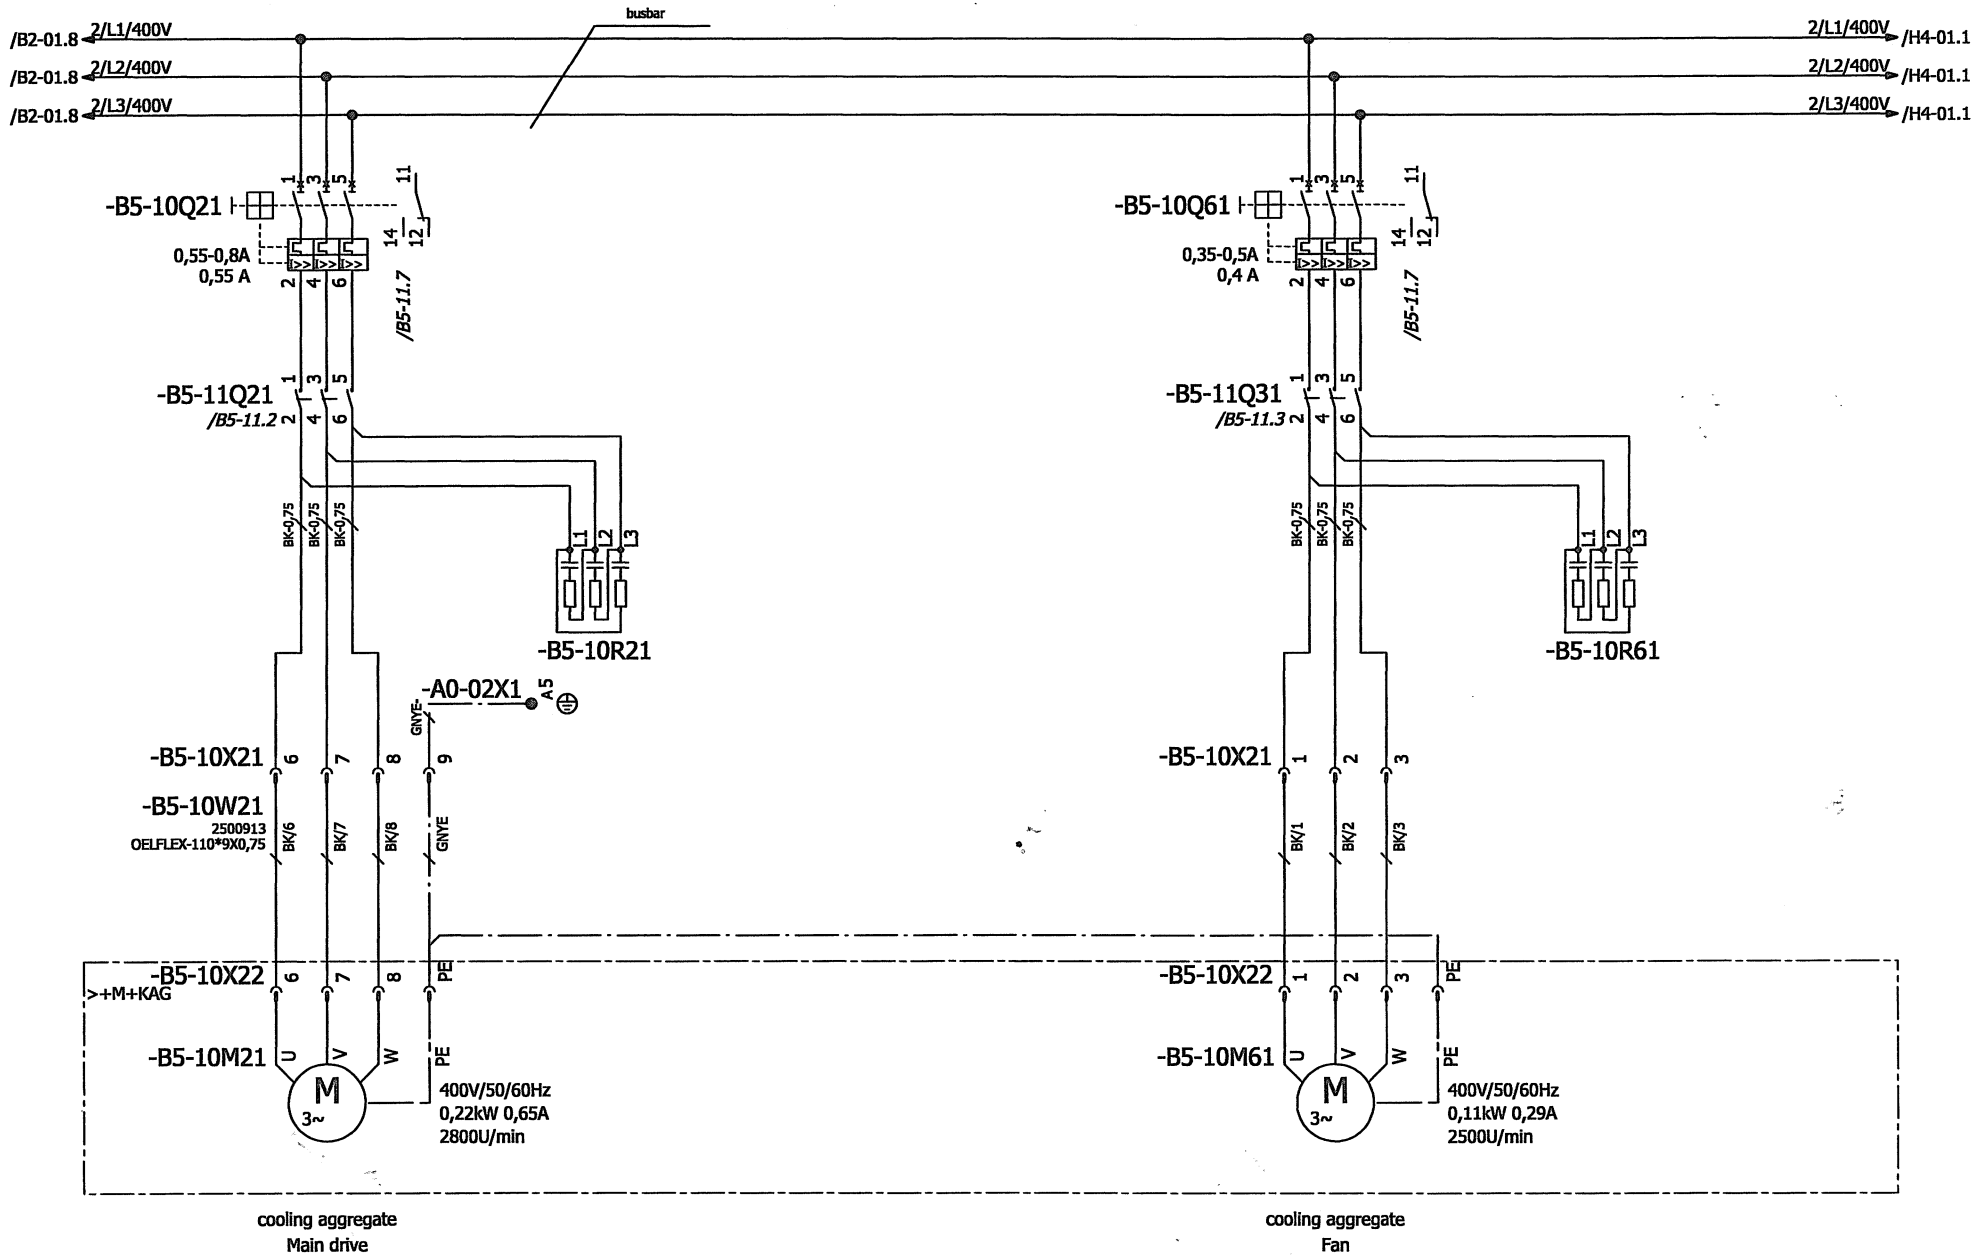 busbar
/B2-01.8 2/L1/400V 2/L1/400V /H4-01.1
/B2-01.8 2/L2/400V 2/L2/400V /H4-01.1
/B2-01.8 2/L3/400V 2/L3/400V /H4-01.1
-B5-10Q21 1 3 5 11
14 12
0,55-0,8A I>> I>> I>>
0,55 A 2 4 6
/B5-11.7
-B5-10Q61 1 3 5 11
14 12
0,35-0,5A I>> I>> I>>
0,4 A 2 4 6
/B5-11.7
-B5-11Q21 1 3 5
/B5-11.2 2 4 6
-B5-11Q31 1 3 5
/B5-11.3 2 4 6
BK-0,75 BK-0,75 BK-0,75
L1 L2 L3
-B5-10R21
BK-0,75 BK-0,75 BK-0,75
L1 L2 L3
-B5-10R61
-A0-02X1 A5
GNYE-
-B5-10X21 6 7 8 9
-B5-10X21 1 2 3
-B5-10W21
2500913
OELFLEX-110*9X0,75 BK/6 BK/7 BK/8 GNYE
BK/1 BK/2 BK/3
-B5-10X22 6 7 8 PE
>+M+KAG
-B5-10X22 1 2 3 PE
-B5-10M21 U V W PE
M
3~
400V/50/60Hz
0,22kW 0,65A
2800U/min
-B5-10M61 U V W PE
M
3~
400V/50/60Hz
0,11kW 0,29A
2500U/min
cooling aggregate
Main drive
cooling aggregate
Fan